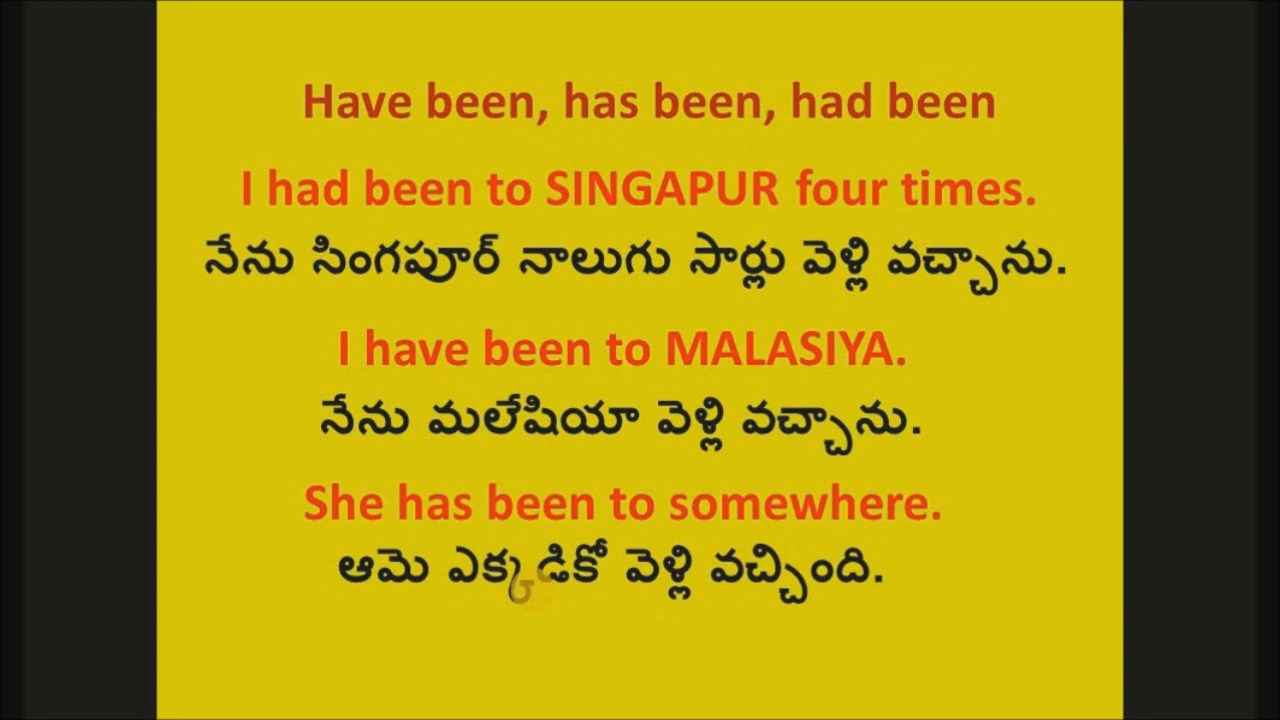 Have been, has been, had been
I had been to SINGAPUR four times.
నేను సింగపూర్ నాలుగు సార్లు వెళ్లి వచ్చాను.
I have been to MALASIYA.
నేను మలేషియా వెళ్లి వచ్చాను.
She has been to somewhere.
ఆమె ఎక్కడికో వెళ్లి వచ్చింది.